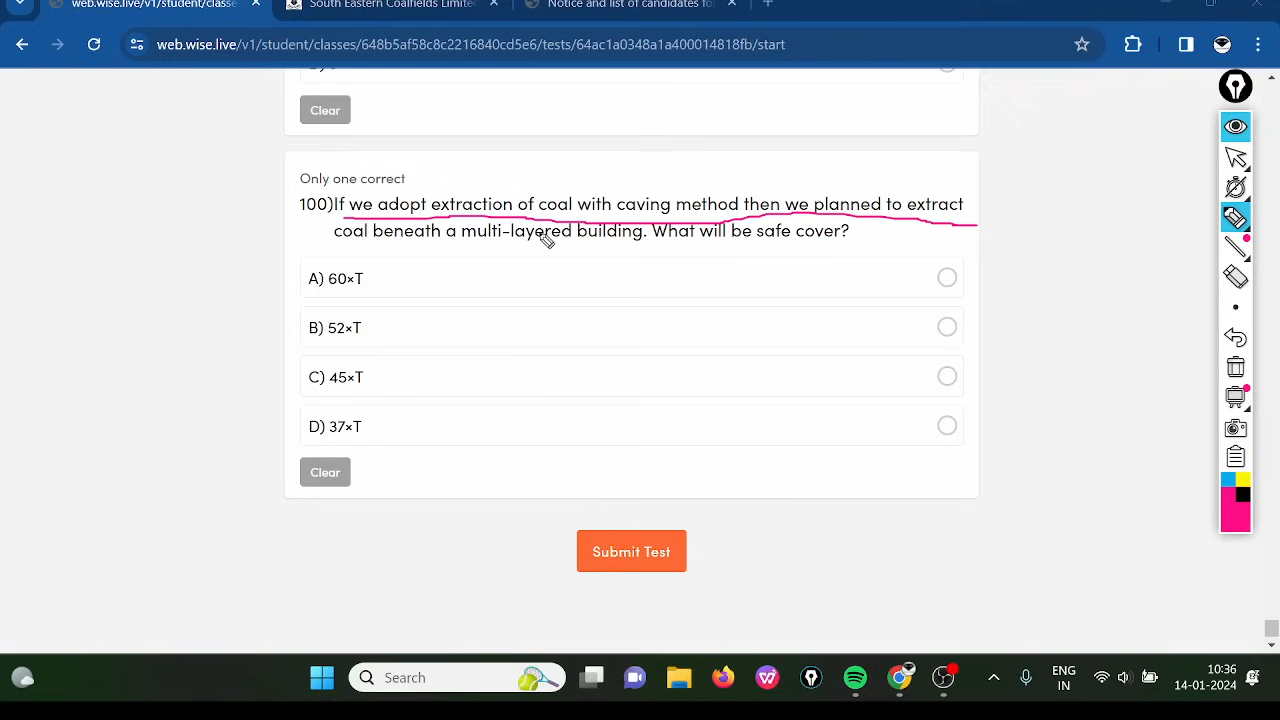 web.wise.live/v1/student/classe
South Eastern Coalfields Limite
Notice and list of candidates fo
web.wise.live/v1/student/classes/648b5af58c8c2216840cd5e6/tests/64ac1a0348a1a400014818fb/start
Clear
Only one correct
100)If we adopt extraction of coal with caving method then we planned to extract
coal beneath a multi-layered building. What will be safe cover?
A) 60×T
B) 52×T
C) 45×T
D) 37×T
Clear
Submit Test
Search
ENG
IN
10:36
14-01-2024